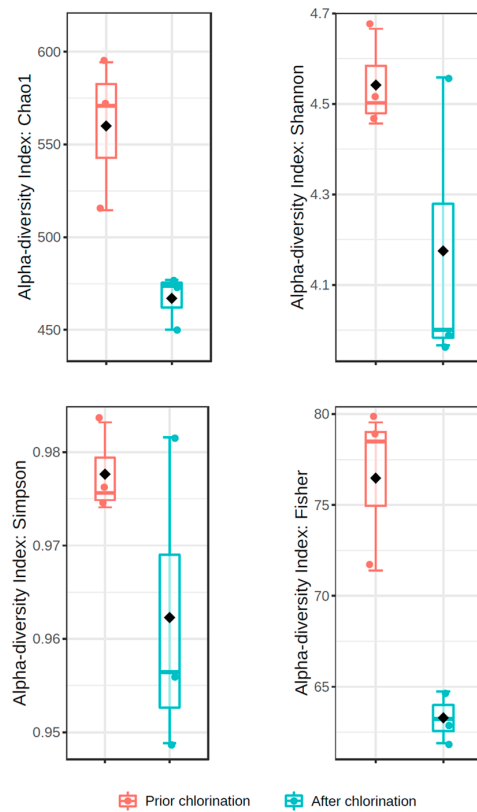 Alpha-diversity Index: Chao1
600
550
500
450
Alpha-diversity Index: Shannon
4.7
4.5
4.3
4.1
Alpha-diversity Index: Simpson
0.98
0.97
0.96
0.95
Alpha-diversity Index: Fisher
80
75
70
65
Prior chlorination
After chlorination